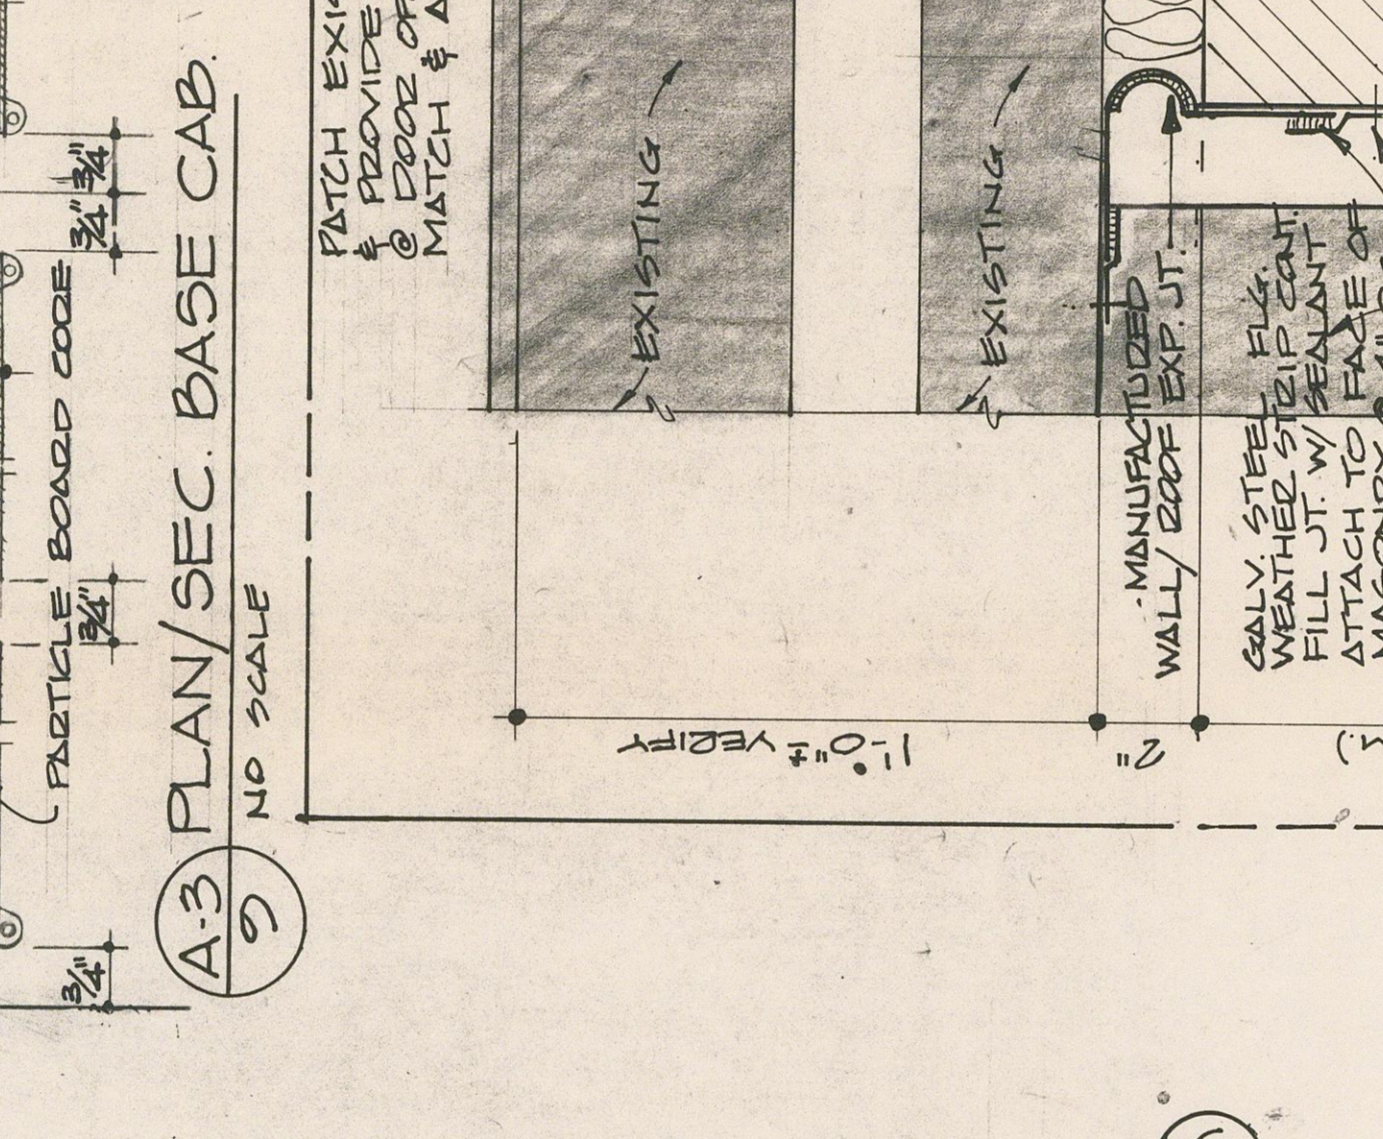 3/4" 3/4"
PARTICLE BOARD CORE
3/4"
3/4"
PLAN/SEC. BASE CAB.
NO SCALE
A-3
9
PATCH
& PROVIDE
@ DOOR
MATCH &
EXISTING
EXISTING
MANUFACTURED
WALL/ROOF EXP. JT.
GALV. STEEL FLG.
WEATHER STRIP CONT.
FILL JT. W/ SEALANT
ATTACH TO FACE OF
1'-0"± VERIFY
2"